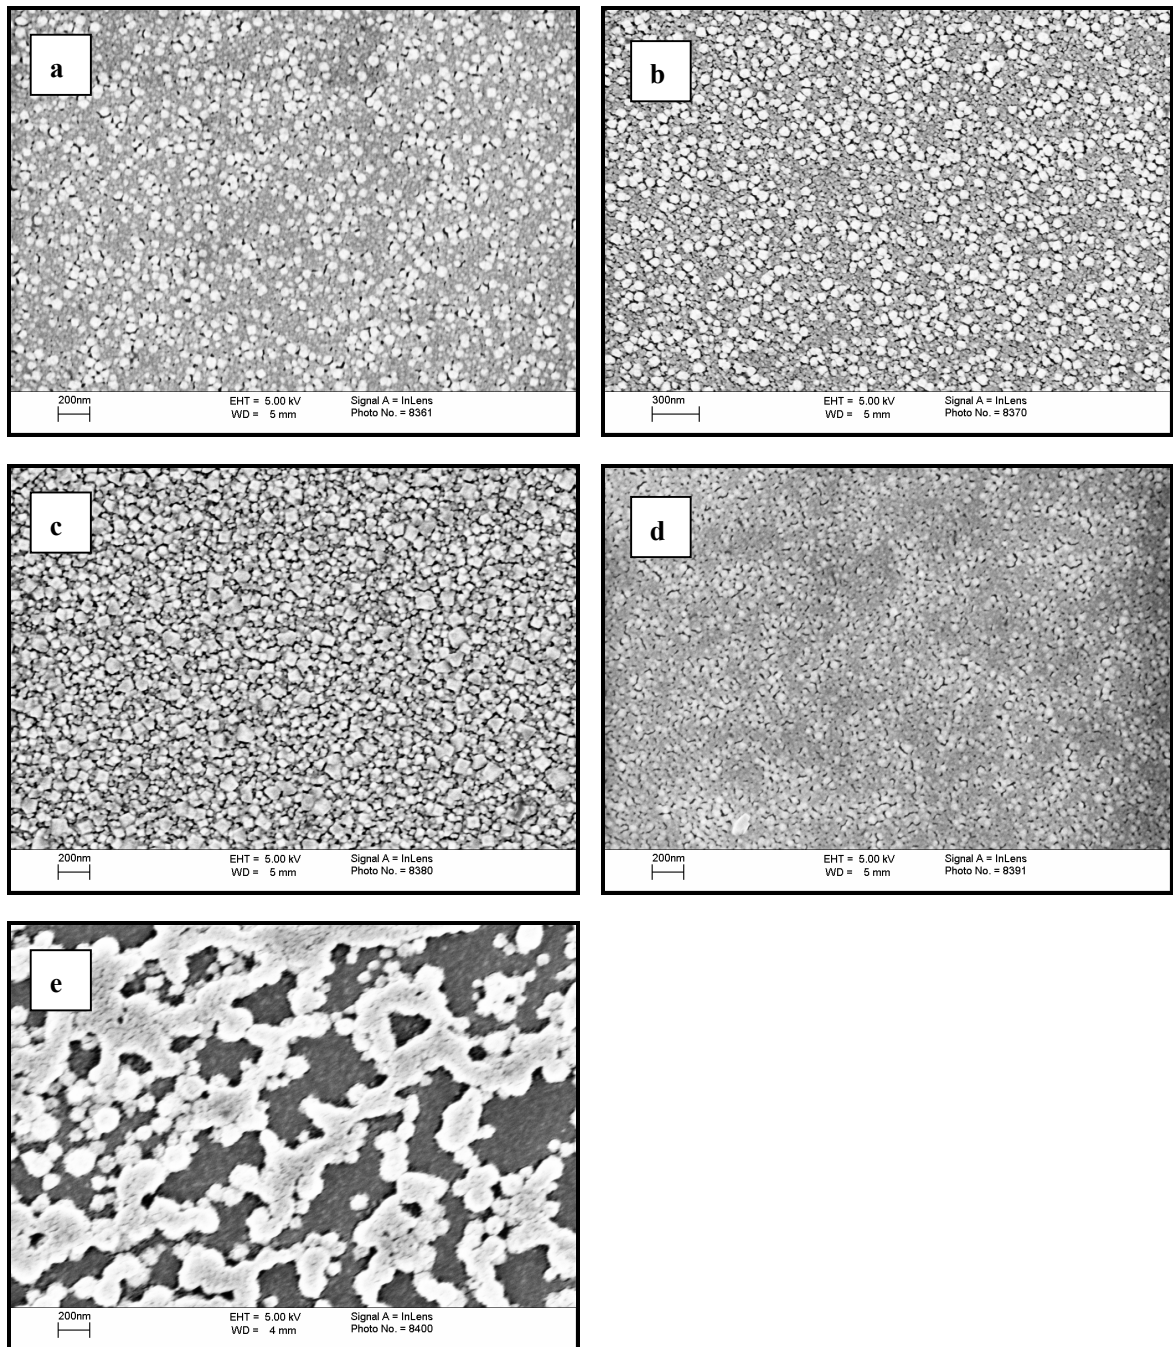 a
200nm
EHT = 5.00 kV
WD = 5 mm
Signal A = InLens
Photo No. = 8361
b
300nm
EHT = 5.00 kV
WD = 5 mm
Signal A = InLens
Photo No. = 8370
c
200nm
EHT = 5.00 kV
WD = 5 mm
Signal A = InLens
Photo No. = 8380
d
200nm
EHT = 5.00 kV
WD = 5 mm
Signal A = InLens
Photo No. = 8391
e
200nm
EHT = 5.00 kV
WD = 4 mm
Signal A = InLens
Photo No. = 8400